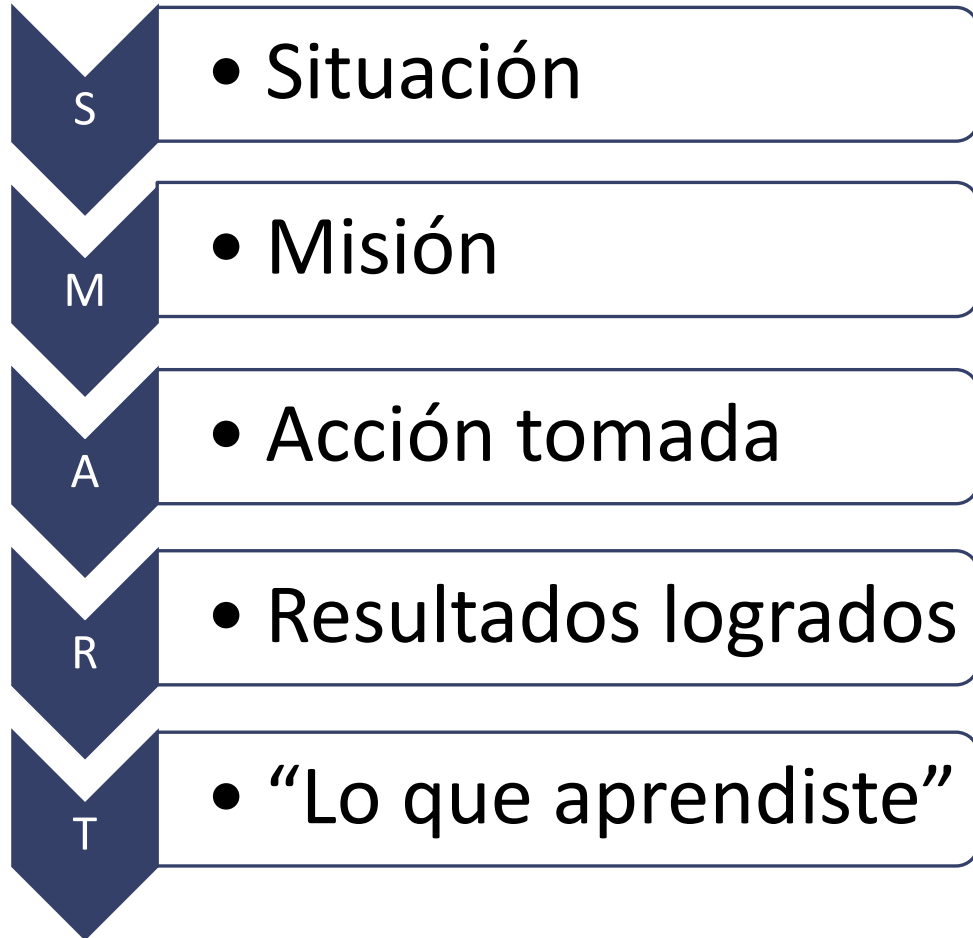 S
• Situación
M
• Misión
A
• Acción tomada
R
• Resultados logrados
T
• “Lo que aprendiste”